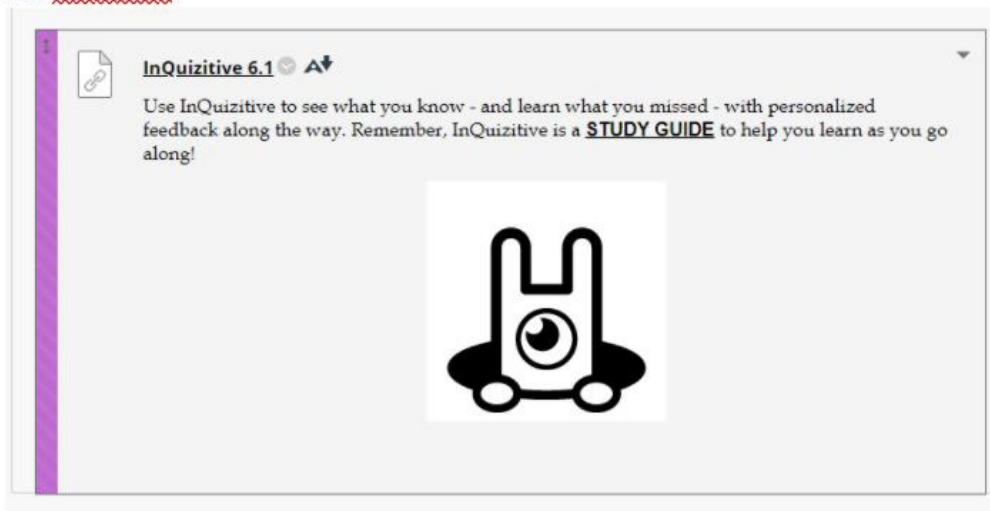 InQuizitive 6.1
Use InQuizitive to see what you know - and learn what you missed - with personalized
feedback along the way. Remember, InQuizitive is a STUDY GUIDE to help you learn as you go
along!